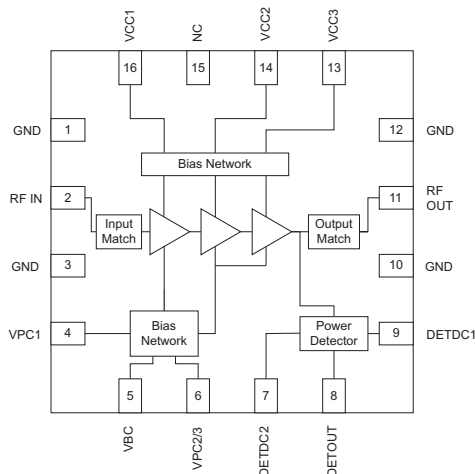 VCC1
NC
VCC2
VCC3
16
15
14
13
GND
1
12
GND
Bias Network
RF IN
2
11
RF
OUT
Input
Match
Output
Match
GND
3
10
GND
VPC1
4
Bias
Network
Power
Detector
9
DETDC1
5
6
7
8
VBC
VPC2/3
DETDC2
DETOUT